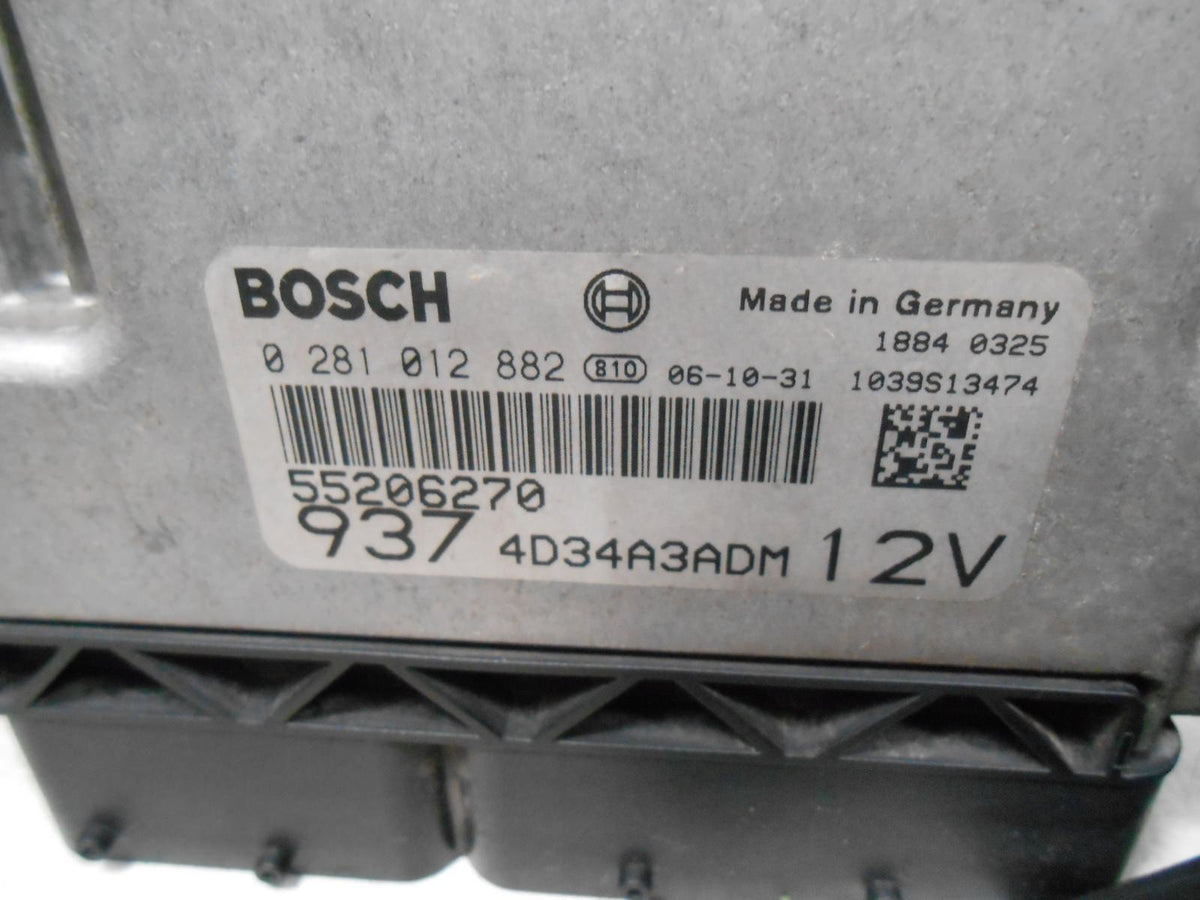 BOSCH Made in Germany
1884 0325
0 281 012 882 810 06-10-31 1039S13474
55206270
937 4D34A3ADM 12V